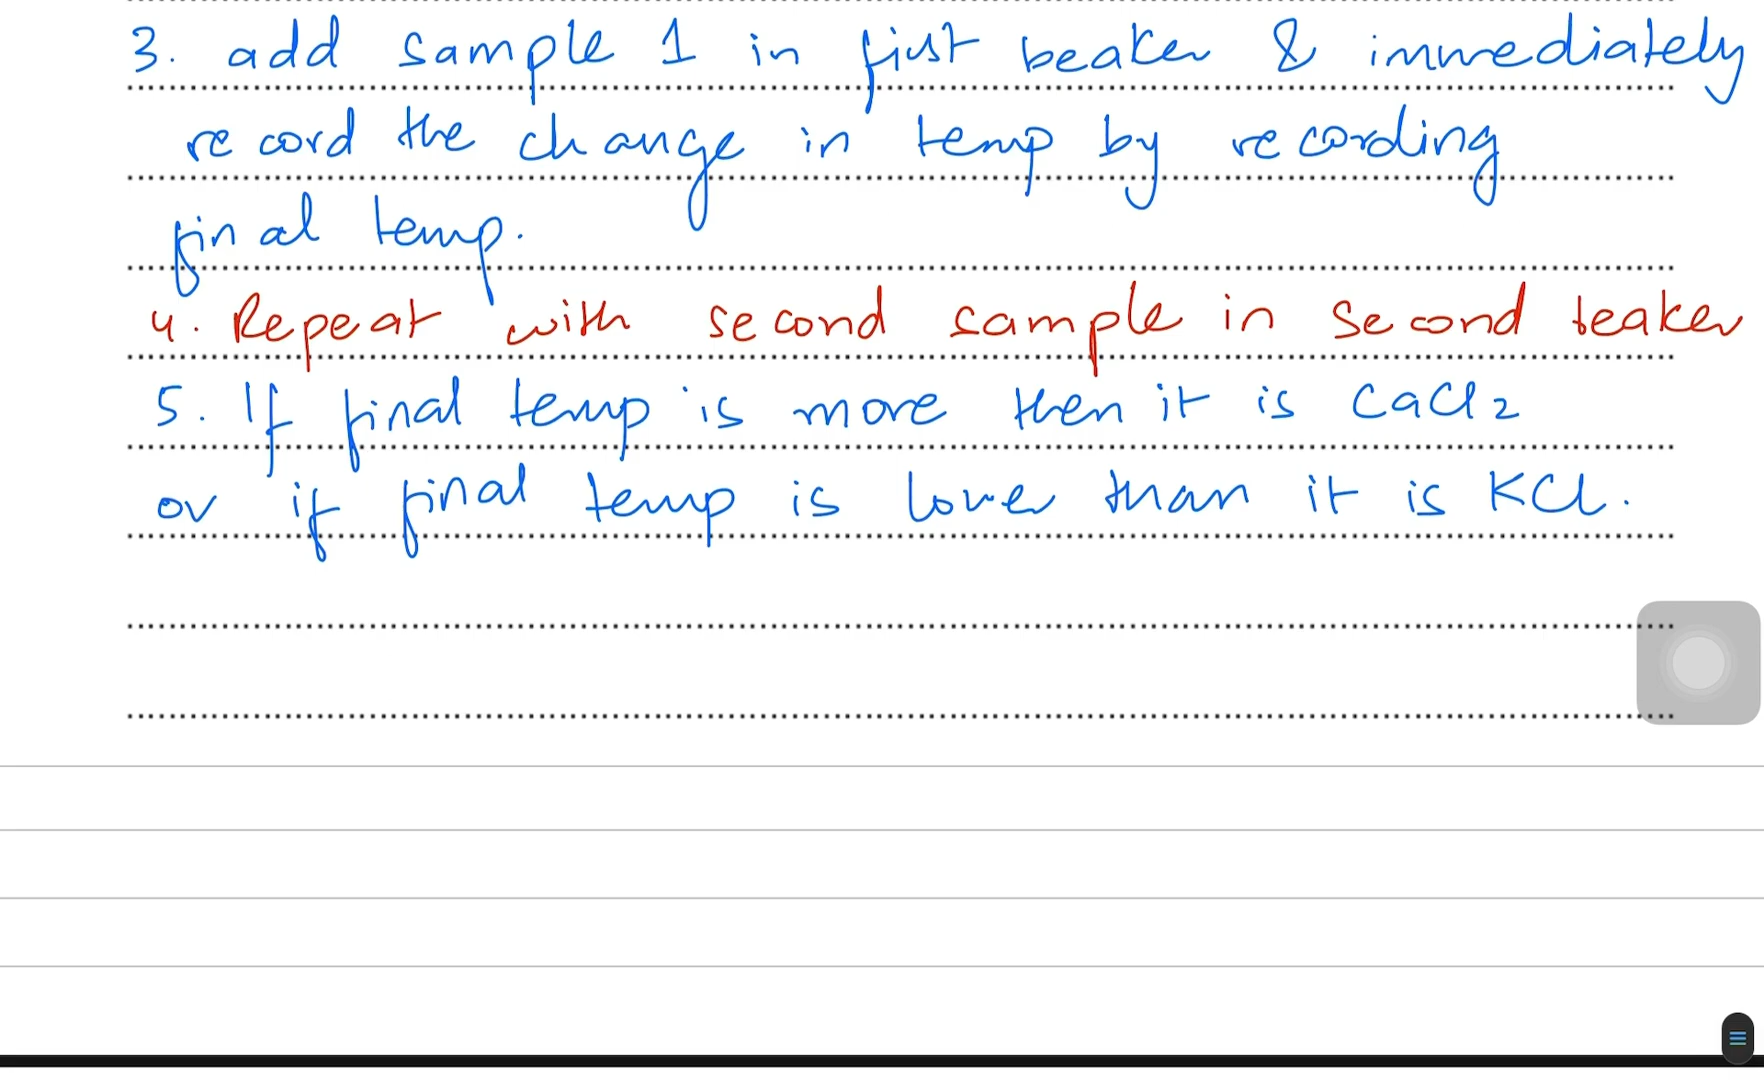 3. add sample 1 in first beaker & immediately
record the change in temp by recording
final temp.
4. Repeat with second sample in second beaker
5. If final temp is more then it is CaCl2
or if final temp is lower than it is KCl.